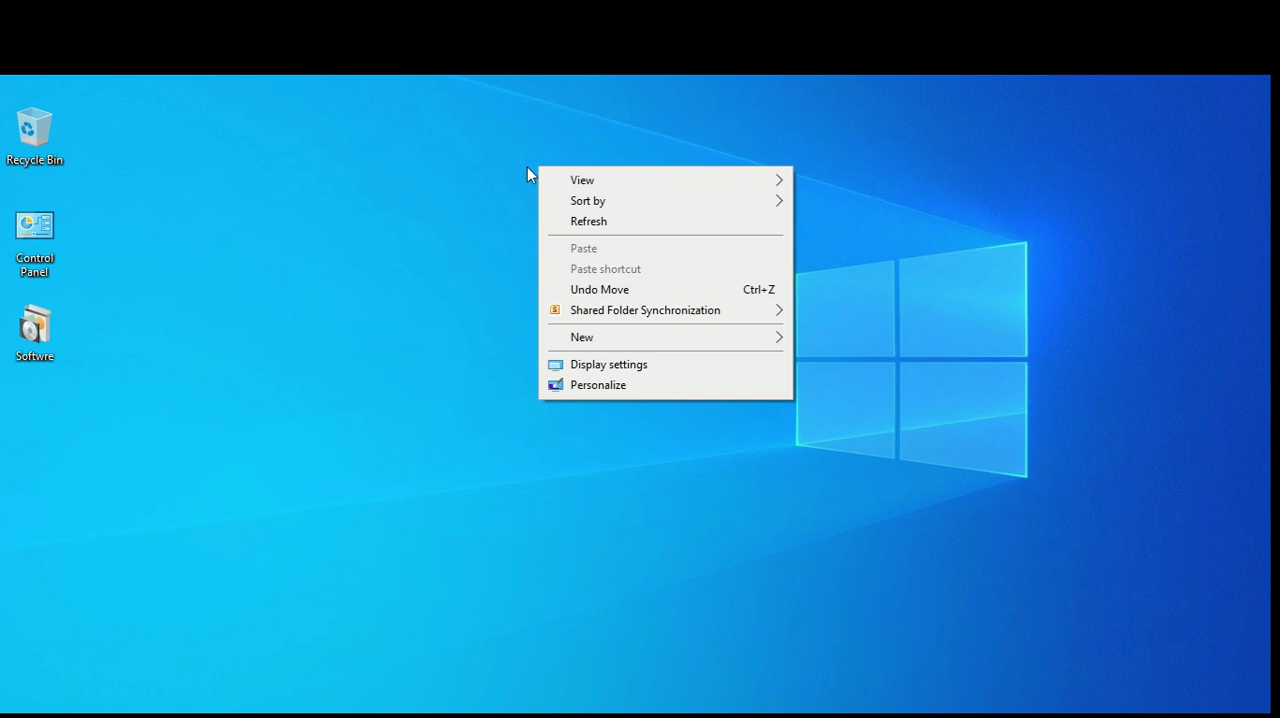 Recycle Bin
Control
Panel
Softwre
View
Sort by
Refresh
Paste
Paste shortcut
Undo Move Ctrl+Z
Shared Folder Synchronization
New
Display settings
Personalize